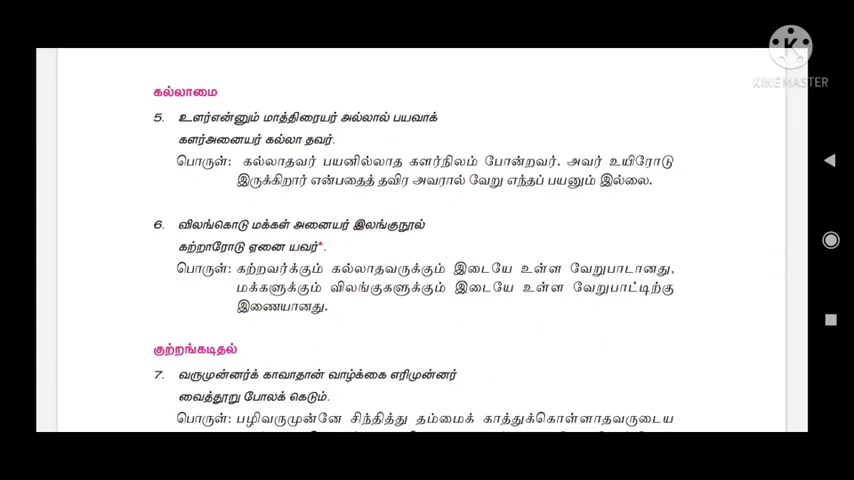 KINEMASTER
கல்லாமை
5. உளர்என்னும் மாத்திரையர் அல்லால் பயவாக்
களர்அனையர் கல்லா தவர்.
பொருள்: கல்லாதவர் பயனில்லாத களர்நிலம் போன்றவர். அவர் உயிரோடு
இருக்கிறார் என்பதைத் தவிர அவரால் வேறு எந்தப் பயனும் இல்லை.
6. விலங்கொடு மக்கள் அனையர் இலங்குநூல்
கற்றாரோடு ஏனை யவர்*.
பொருள்: கற்றவர்க்கும் கல்லாதவருக்கும் இடையே உள்ள வேறுபாடானது,
மக்களுக்கும் விலங்குகளுக்கும் இடையே உள்ள வேறுபாட்டிற்கு
இணையானது.
குற்றங்கடிதல்
7. வருமுன்னர்க் காவாதான் வாழ்க்கை எரிமுன்னர்
வைத்தூறு போலக் கெடும்.
பொருள்: பழிவருமுன்னே சிந்தித்து தம்மைக் காத்துக்கொள்ளாதவருடைய